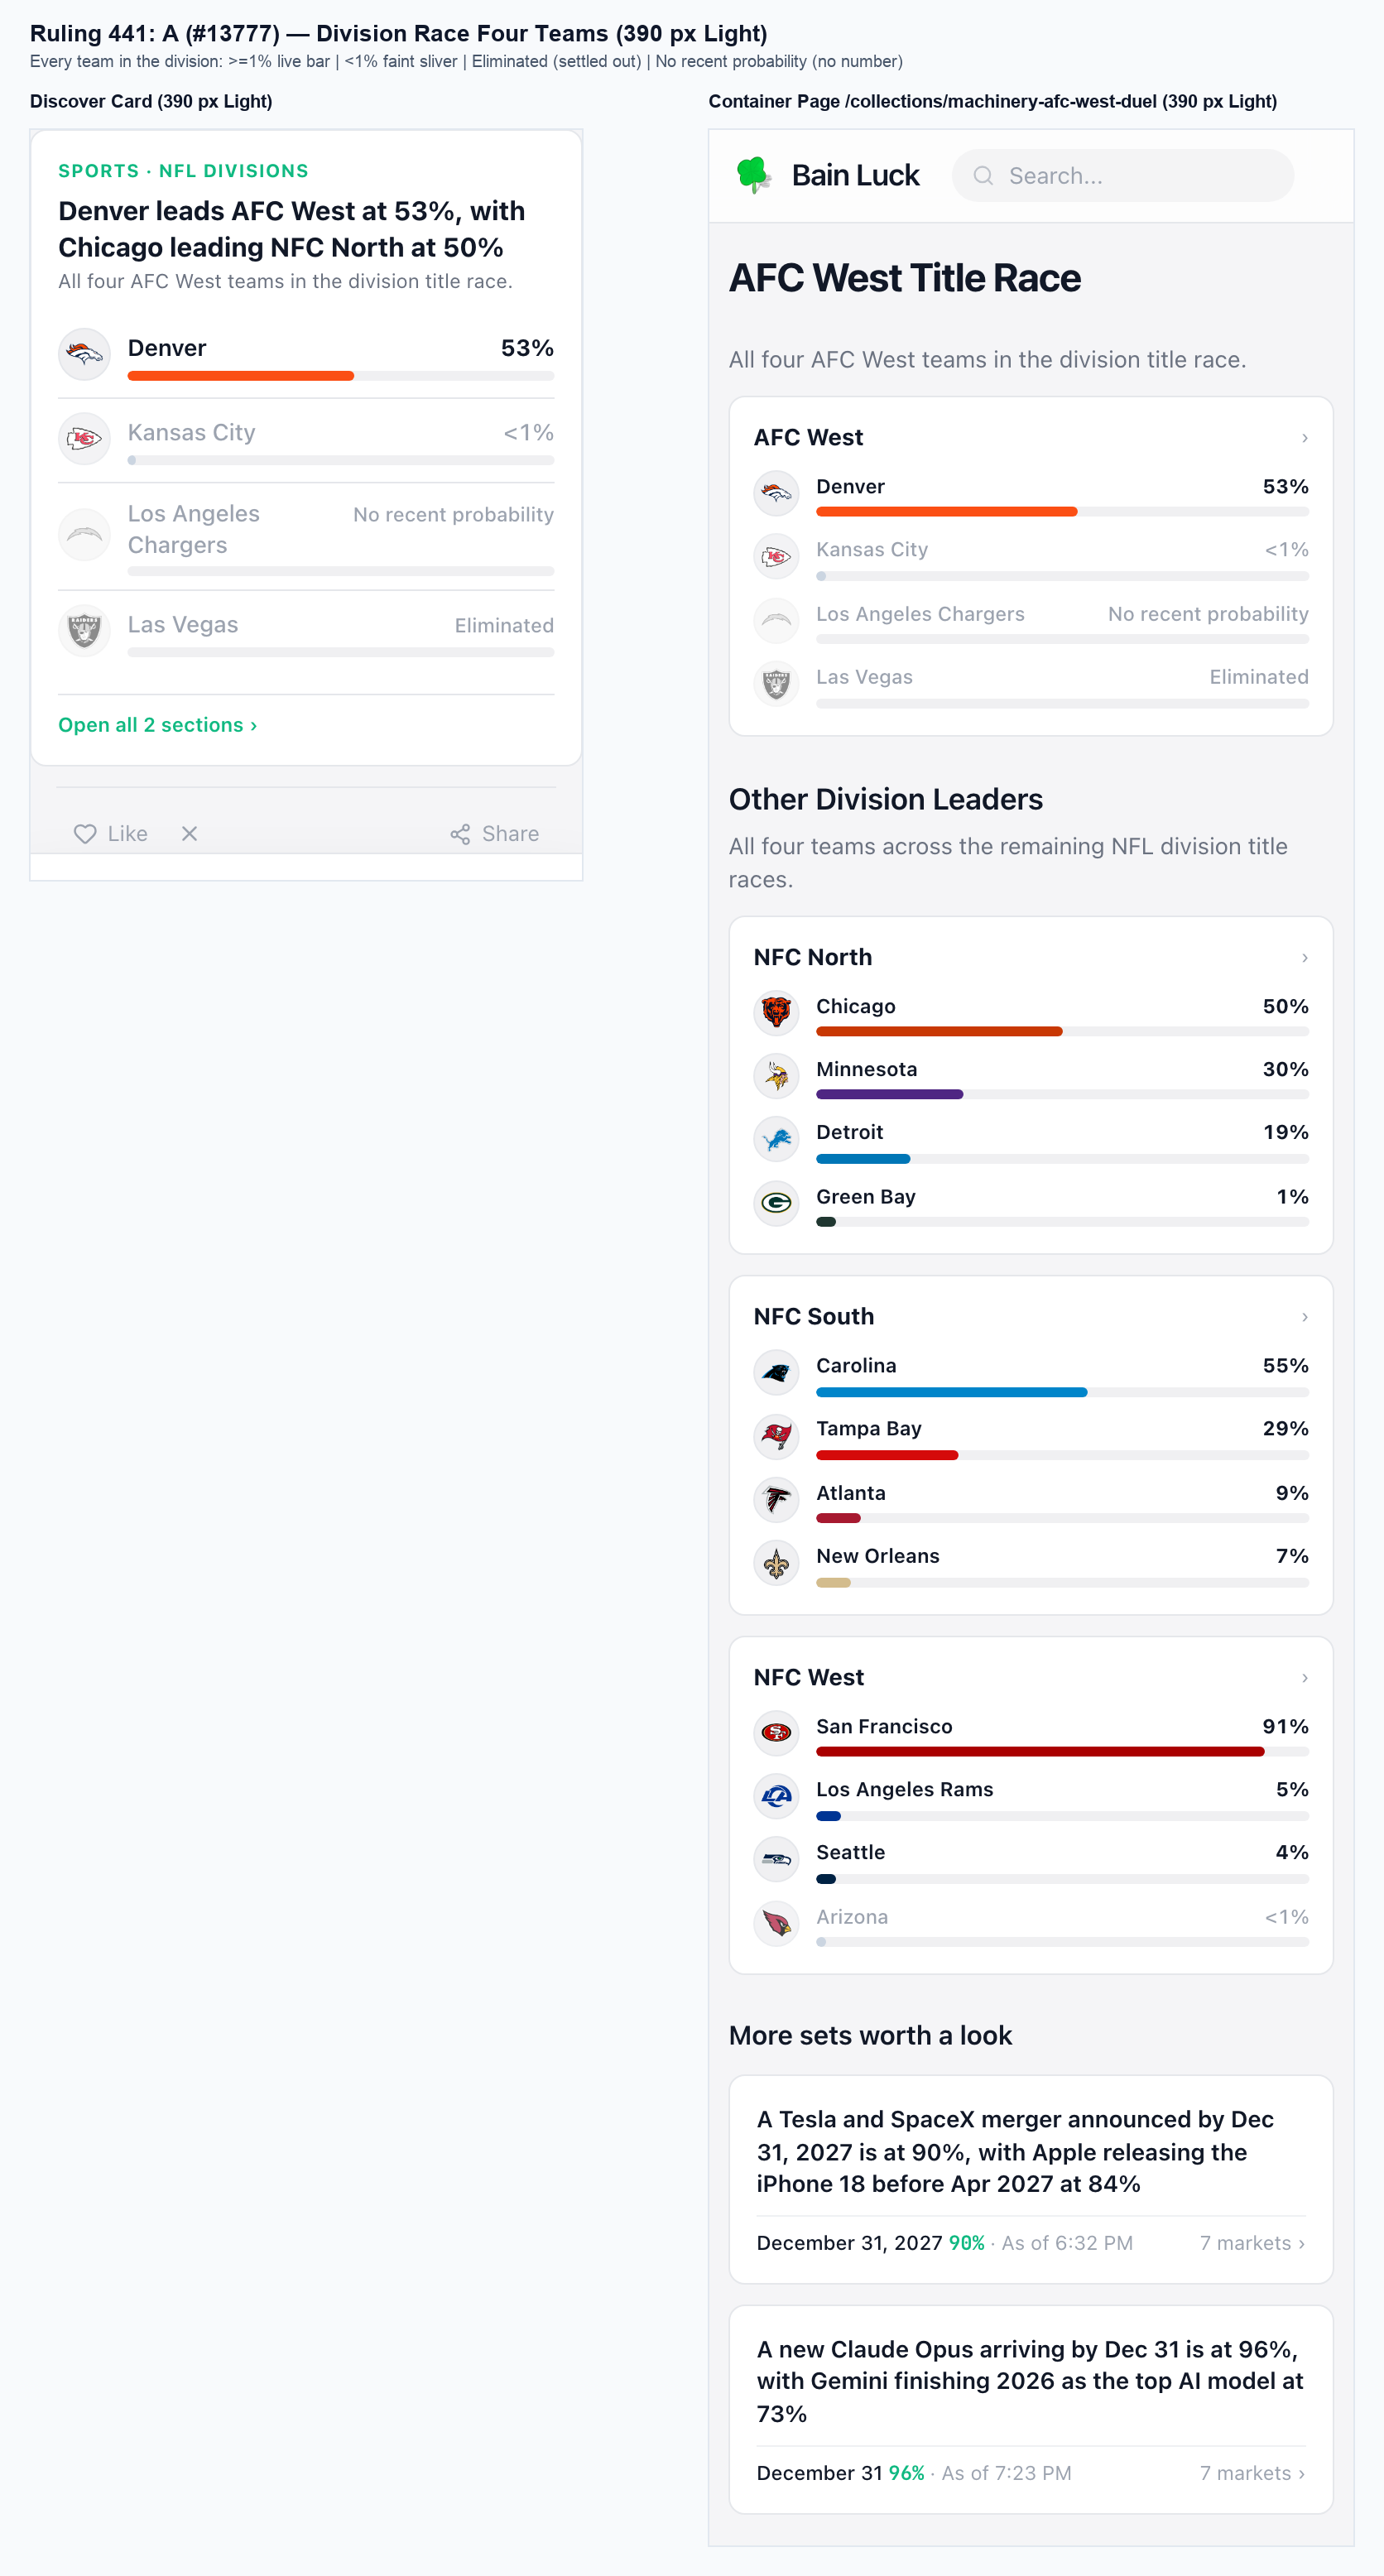 Ruling 441: A (#13777) — Division Race Four Teams (390 px Light)
Every team in the division: >=1% live bar | <1% faint sliver | Eliminated (settled out) | No recent probability (no number)
Discover Card (390 px Light)
SPORTS · NFL DIVISIONS
Denver leads AFC West at 53%, with
Chicago leading NFC North at 50%
All four AFC West teams in the division title race.
Denver 53%
Kansas City <1%
Los Angeles
Chargers
No recent probability
Las Vegas Eliminated
Open all 2 sections ›
Like Share
Container Page /collections/machinery-afc-west-duel (390 px Light)
Bain Luck
Search...
AFC West Title Race
All four AFC West teams in the division title race.
AFC West ›
Denver 53%
Kansas City <1%
Los Angeles Chargers No recent probability
Las Vegas Eliminated
Other Division Leaders
All four teams across the remaining NFL division title
races.
NFC North ›
Chicago 50%
Minnesota 30%
Detroit 19%
Green Bay 1%
NFC South ›
Carolina 55%
Tampa Bay 29%
Atlanta 9%
New Orleans 7%
NFC West ›
San Francisco 91%
Los Angeles Rams 5%
Seattle 4%
Arizona <1%
More sets worth a look
A Tesla and SpaceX merger announced by Dec
31, 2027 is at 90%, with Apple releasing the
iPhone 18 before Apr 2027 at 84%
December 31, 2027 90% · As of 6:32 PM 7 markets ›
A new Claude Opus arriving by Dec 31 is at 96%,
with Gemini finishing 2026 as the top AI model at
73%
December 31 96% · As of 7:23 PM 7 markets ›